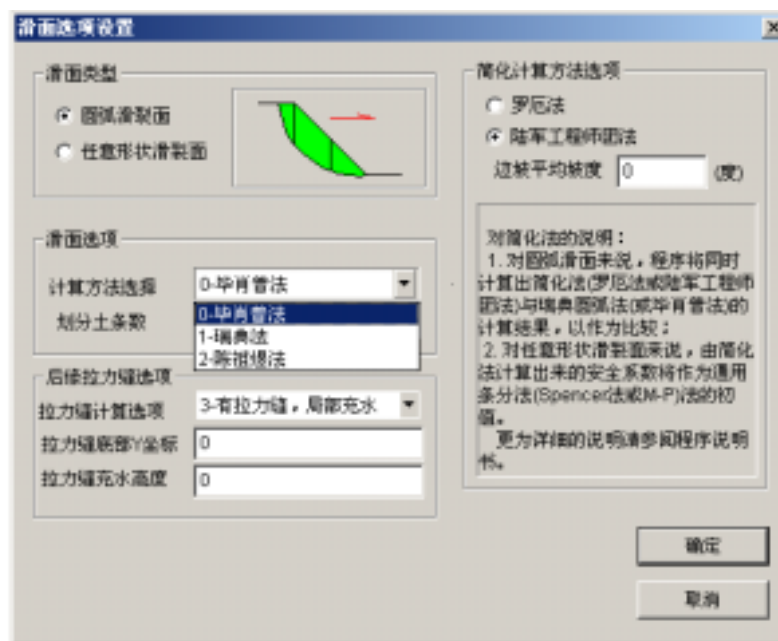 滑面选项设置
滑面类型
圆弧滑裂面
任意形状滑裂面
滑面选项
计算方法选择
0-毕肖普法
划分土条数
0-毕肖普法
1-瑞典法
2-陈祖煜法
后缘拉力缝选项
拉力缝计算选项
3-有拉力缝，局部充水
拉力缝底部Y坐标
0
拉力缝充水高度
0
简化计算方法选项
罗厄法
陆军工程师团法
边坡平均坡度
0
(度)
对简化法的说明：
1. 对圆弧滑面来说，程序将同时
计算出简化法(罗厄法或陆军工程师
团法)与瑞典圆弧法(或毕肖普法)的
计算结果，以作为比较；
2. 对任意形状滑裂面来说，由简化
法计算出来的安全系数将作为通用
条分法(Spencer法或M-P)法的初
值。
更为详细的说明请参阅程序说明
书。
确定
取消